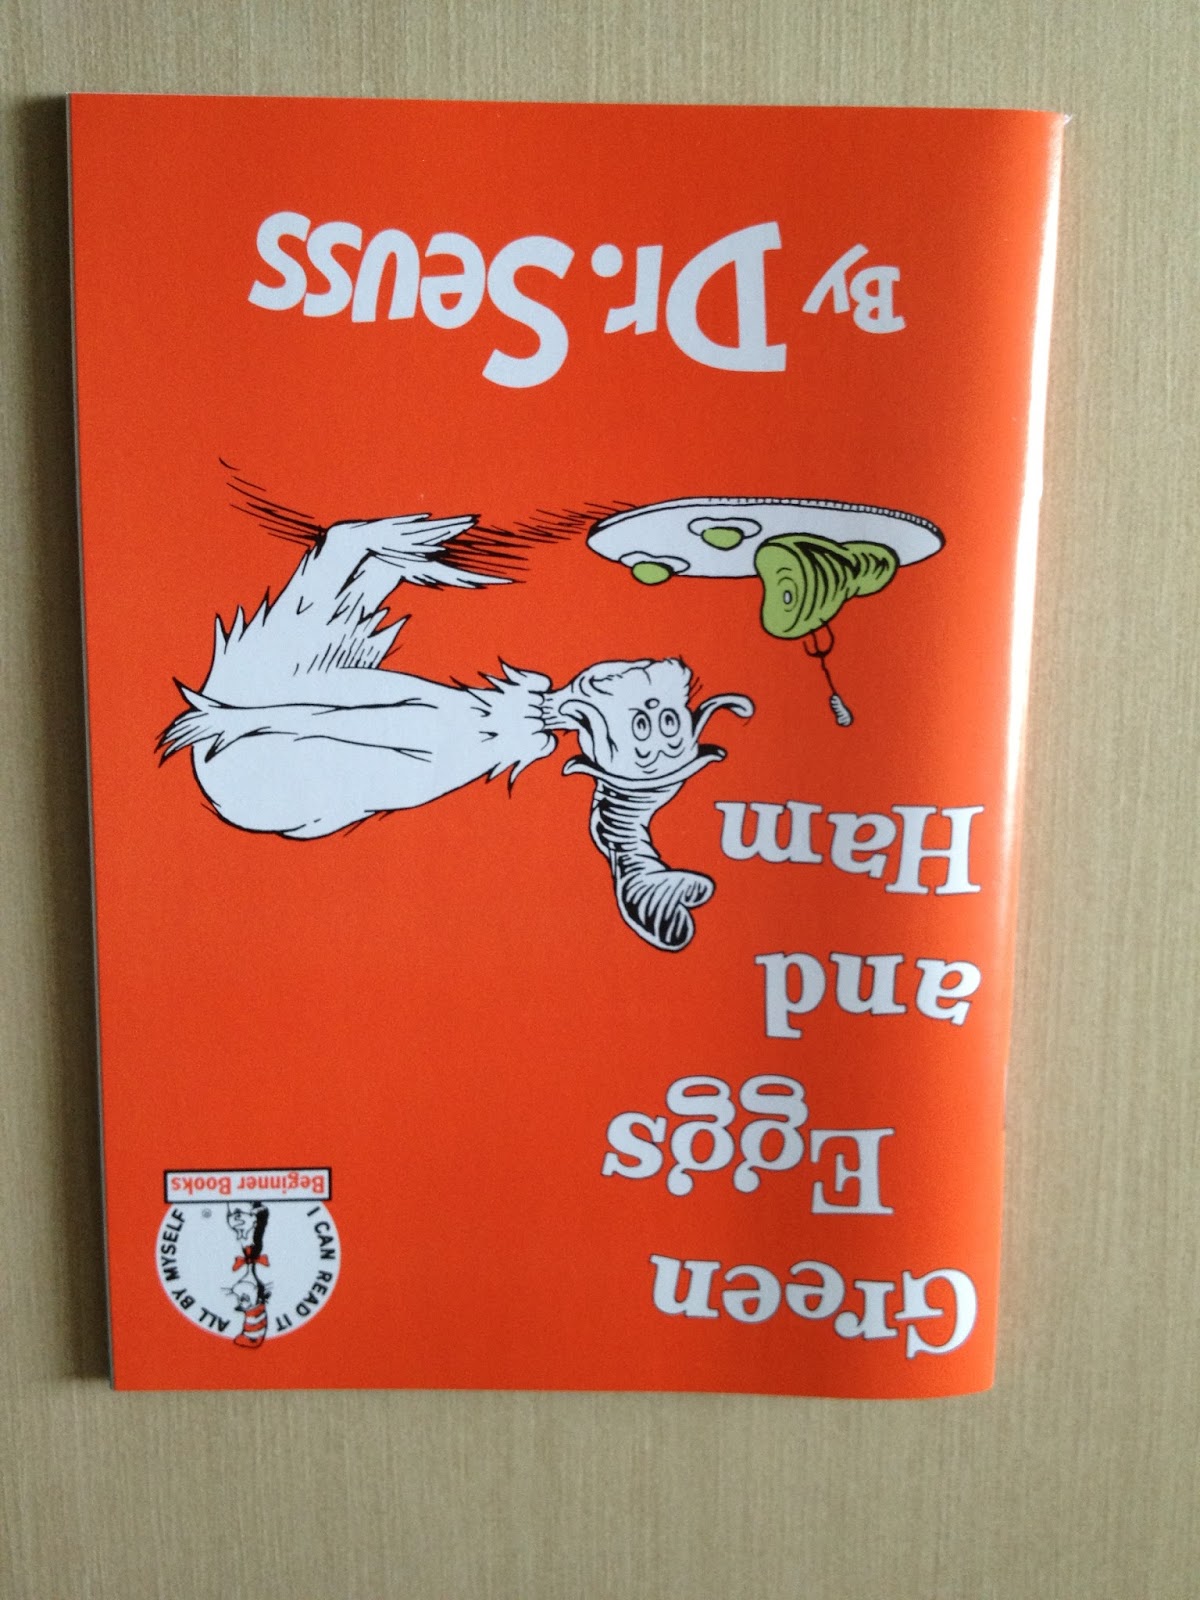 Green
Eggs
and
Ham
I CAN READ IT ALL BY MYSELF
®
Beginner Books
By Dr. Seuss